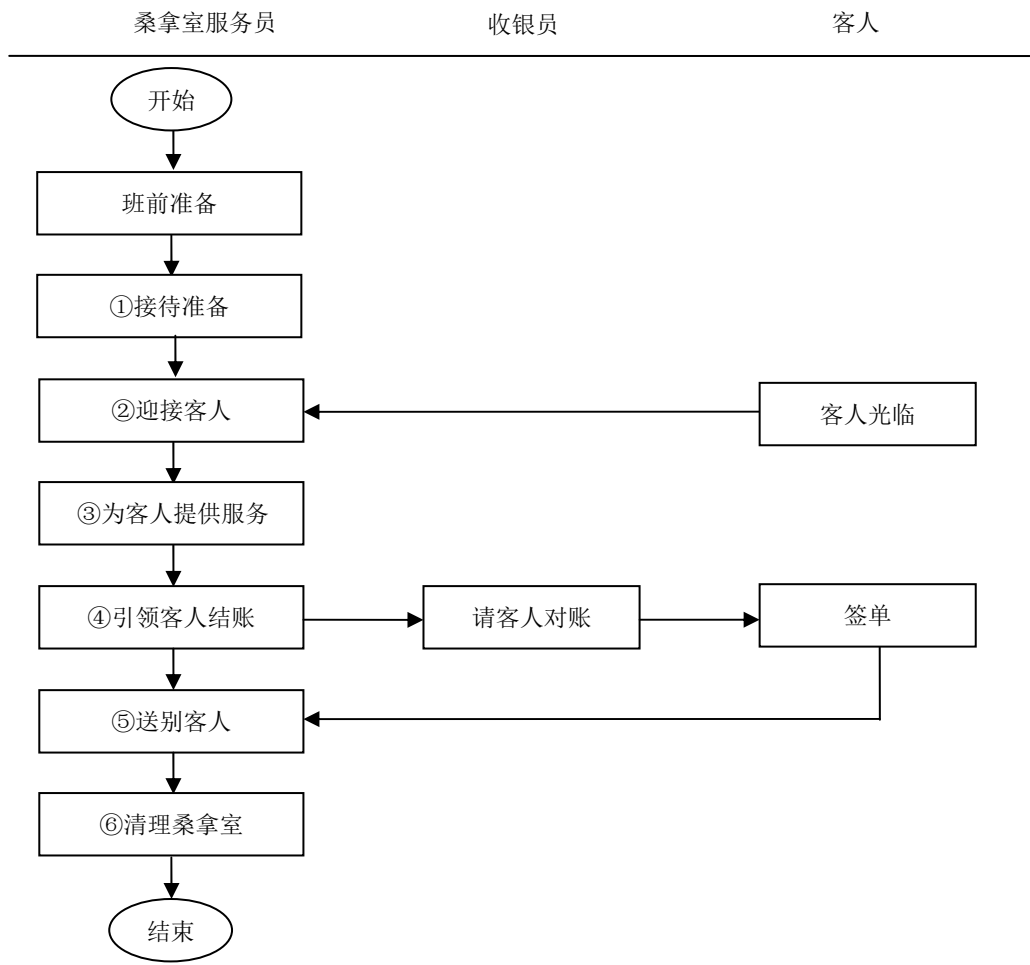 桑拿室服务员 收银员 客人
开始
班前准备
①接待准备
②迎接客人 客人光临
③为客人提供服务
④引领客人结账 请客人对账 签单
⑤送别客人
⑥清理桑拿室
结束